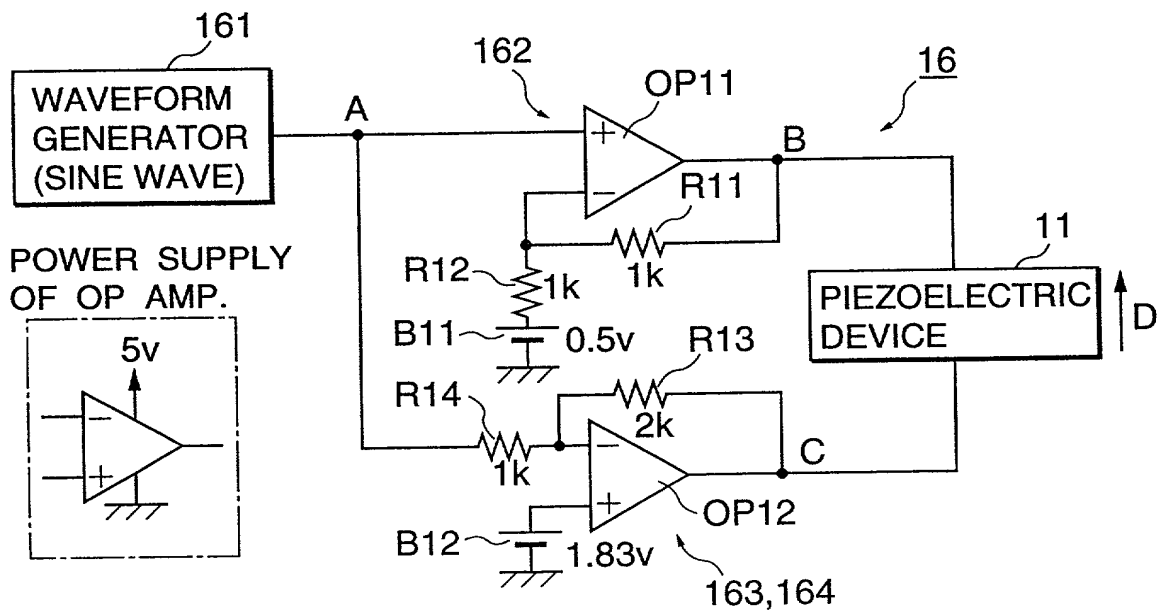 161
WAVEFORM
GENERATOR
(SINE WAVE)
A
162
OP11
16
+
−
B
R11
1k
R12
1k
B11
0.5v
11
PIEZOELECTRIC
DEVICE
D
POWER SUPPLY
OF OP AMP.
5v
−
+
R13
2k
R14
1k
−
+
C
OP12
B12
1.83v
163,164